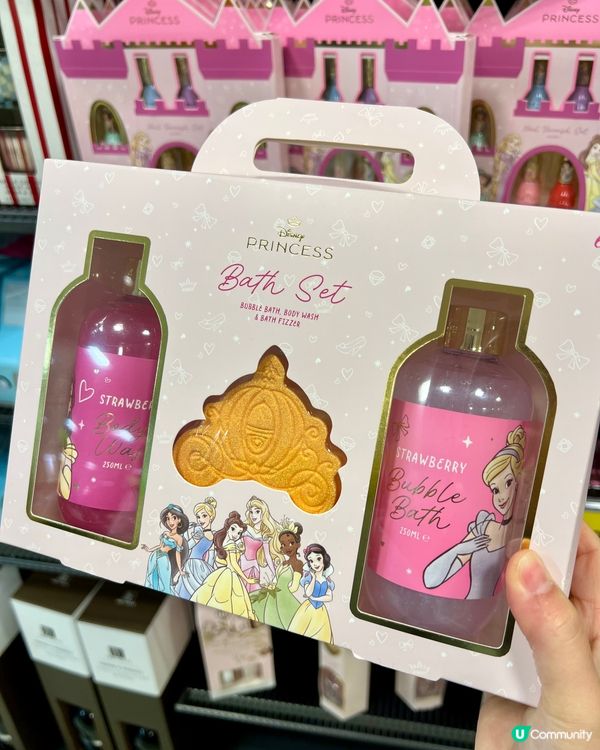 Disney
PRINCESS
Disney
PRINCESS
Disney
PRINCESS
Disney
PRINCESS
Bath Set
BUBBLE BATH, BODY WASH
& BATH FIZZER
STRAWBER
Body
Wa
250ML ℮
STRAWBERRY
Bubble
Bath
250ML ℮
U Community